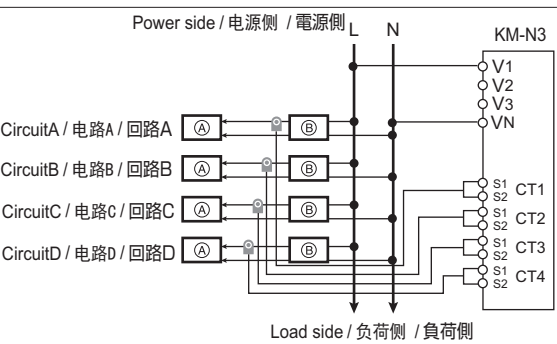 Power side / 电源侧 / 電源側
L N
KM-N3
V1
V2
V3
VN
CircuitA / 电路A / 回路A Ⓐ Ⓑ
CircuitB / 电路B / 回路B Ⓐ Ⓑ
CircuitC / 电路C / 回路C Ⓐ Ⓑ
CircuitD / 电路D / 回路D Ⓐ Ⓑ
S1
S2 CT1
S1
S2 CT2
S1
S2 CT3
S1
S2 CT4
Load side / 负荷侧 / 負荷側